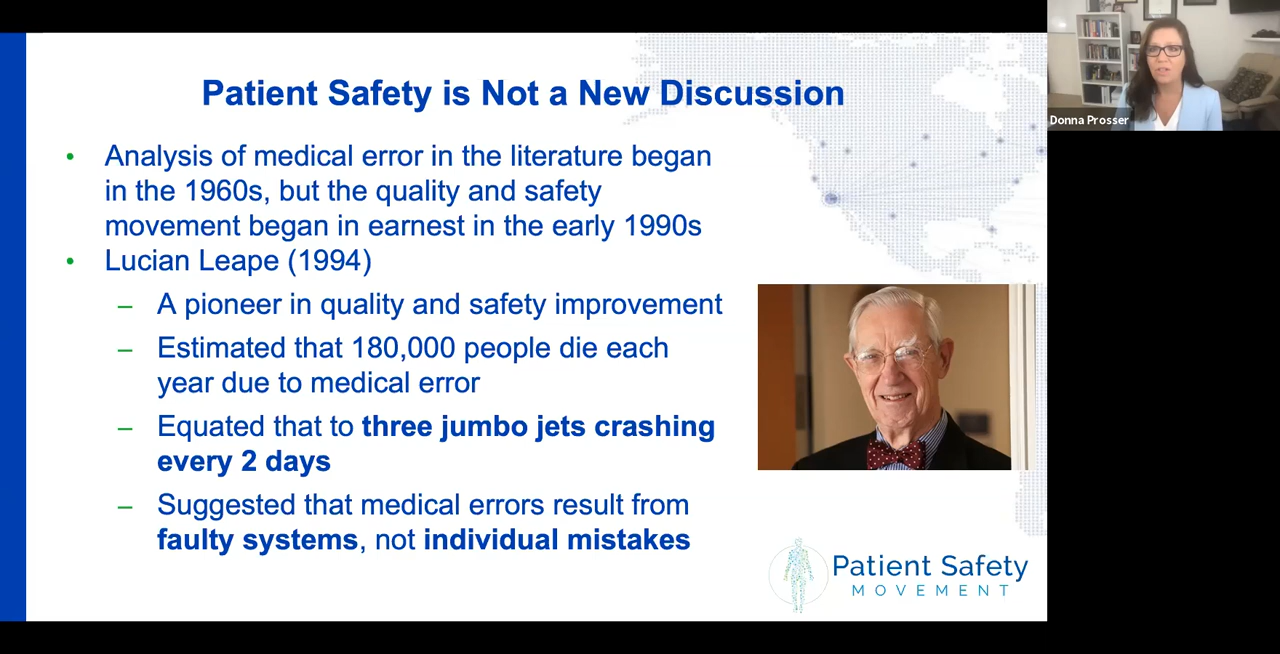 Patient Safety is Not a New Discussion
• Analysis of medical error in the literature began
in the 1960s, but the quality and safety
movement began in earnest in the early 1990s
• Lucian Leape (1994)
– A pioneer in quality and safety improvement
– Estimated that 180,000 people die each
year due to medical error
– Equated that to three jumbo jets crashing
every 2 days
– Suggested that medical errors result from
faulty systems, not individual mistakes
Patient Safety
MOVEMENT
Donna Prosser